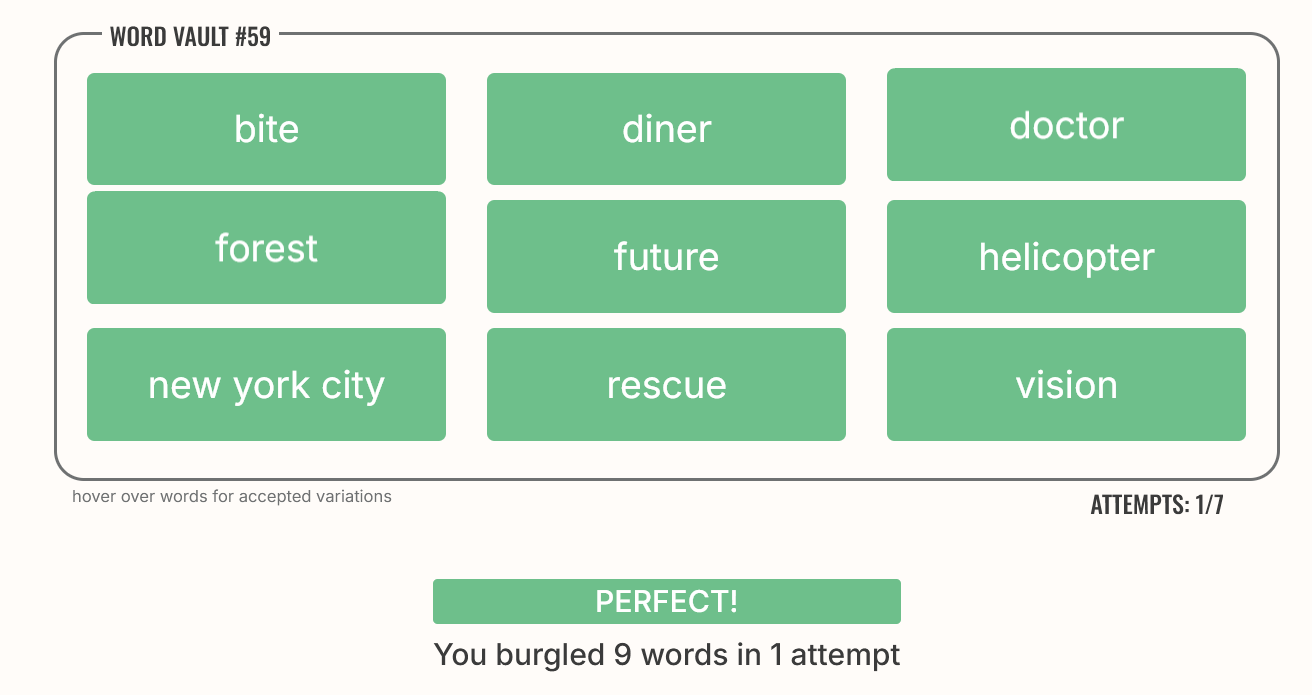 WORD VAULT #59
bite
diner
doctor
forest
future
helicopter
new york city
rescue
vision
hover over words for accepted variations
ATTEMPTS: 1/7
PERFECT!
You burgled 9 words in 1 attempt